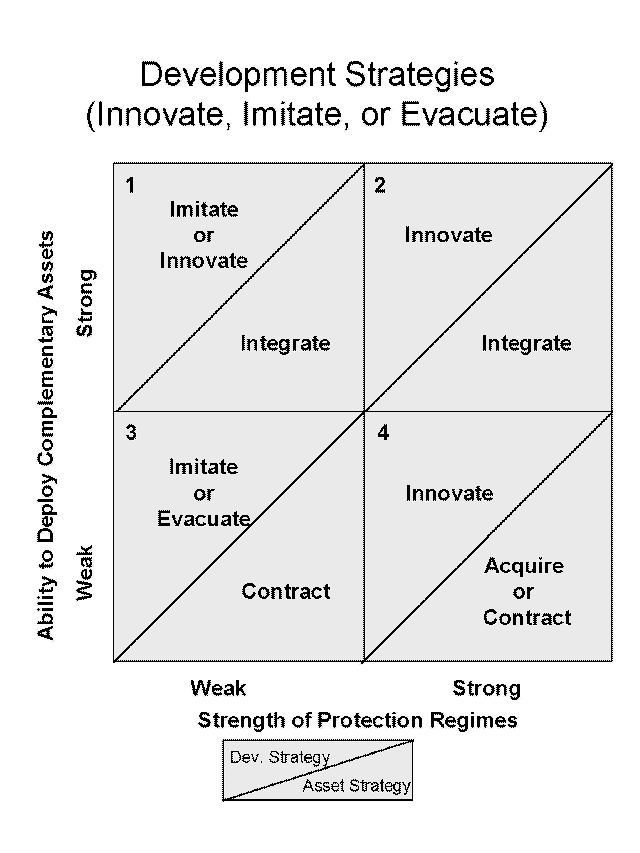 Development Strategies
(Innovate, Imitate, or Evacuate)
Ability to Deploy Complementary Assets
Strong
Weak
1
Imitate
or
Innovate
Integrate
2
Innovate
Integrate
3
Imitate
or
Evacuate
Contract
4
Innovate
Acquire
or
Contract
Weak
Strong
Strength of Protection Regimes
Dev. Strategy
Asset Strategy